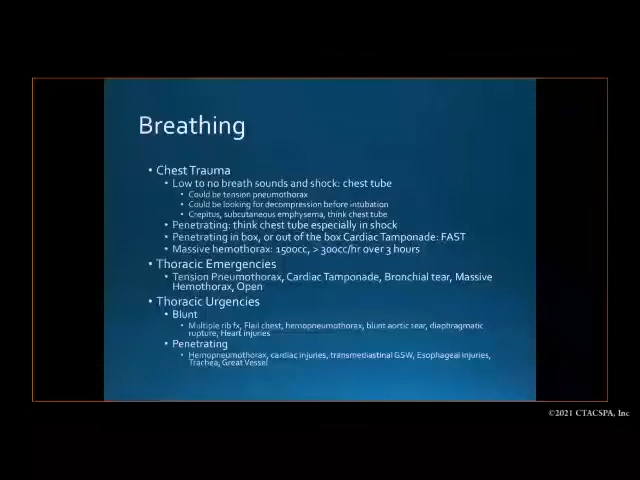 Breathing
• Chest Trauma
• Low to no breath sounds and shock: chest tube
• Could be tension pneumothorax
• Could be looking for decompression before intubation
• Crepitus, subcutaneous emphysema, think chest tube
• Penetrating: think chest tube especially in shock
• Penetrating in box, or out of the box Cardiac Tamponade: FAST
• Massive hemothorax: 1500cc, > 300cc/hr over 3 hours
• Thoracic Emergencies
• Tension Pneumothorax, Cardiac Tamponade, Bronchial tear, Massive
Hemothorax, Open
• Thoracic Urgencies
• Blunt
• Multiple rib fx, Flail chest, hemopneumothorax, blunt aortic tear, diaphragmatic
rupture, Heart injuries
• Penetrating
• Hemopneumothorax, cardiac injuries, transmediastinal GSW, Esophageal Injuries,
Trachea, Great Vessel
©2021 CTACSPA, Inc